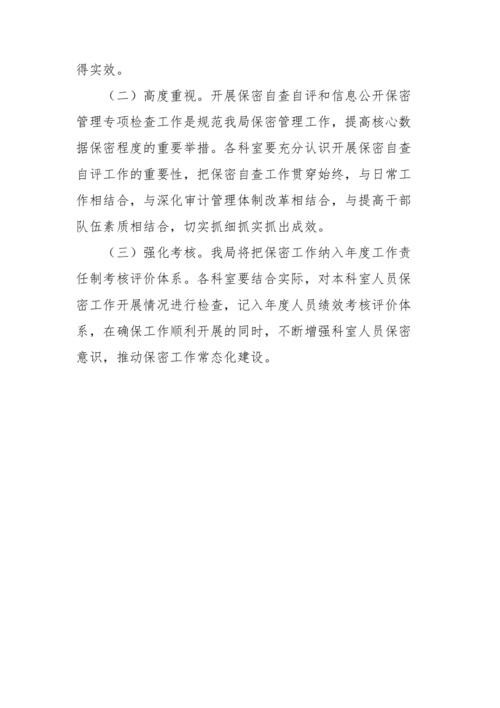 得实效。
（二）高度重视。开展保密自查自评和信息公开保密
管理专项检查工作是规范我局保密管理工作，提高核心数
据保密程度的重要举措。各科室要充分认识开展保密自查
自评工作的重要性，把保密自查工作贯穿始终，与日常工
作相结合，与深化审计管理体制改革相结合，与提高干部
队伍素质相结合，切实抓细抓实抓出成效。
（三）强化考核。我局将把保密工作纳入年度工作责
任制考核评价体系。各科室要结合实际，对本科室人员保
密工作开展情况进行检查，记入年度人员绩效考核评价体
系，在确保工作顺利开展的同时，不断增强科室人员保密
意识，推动保密工作常态化建设。